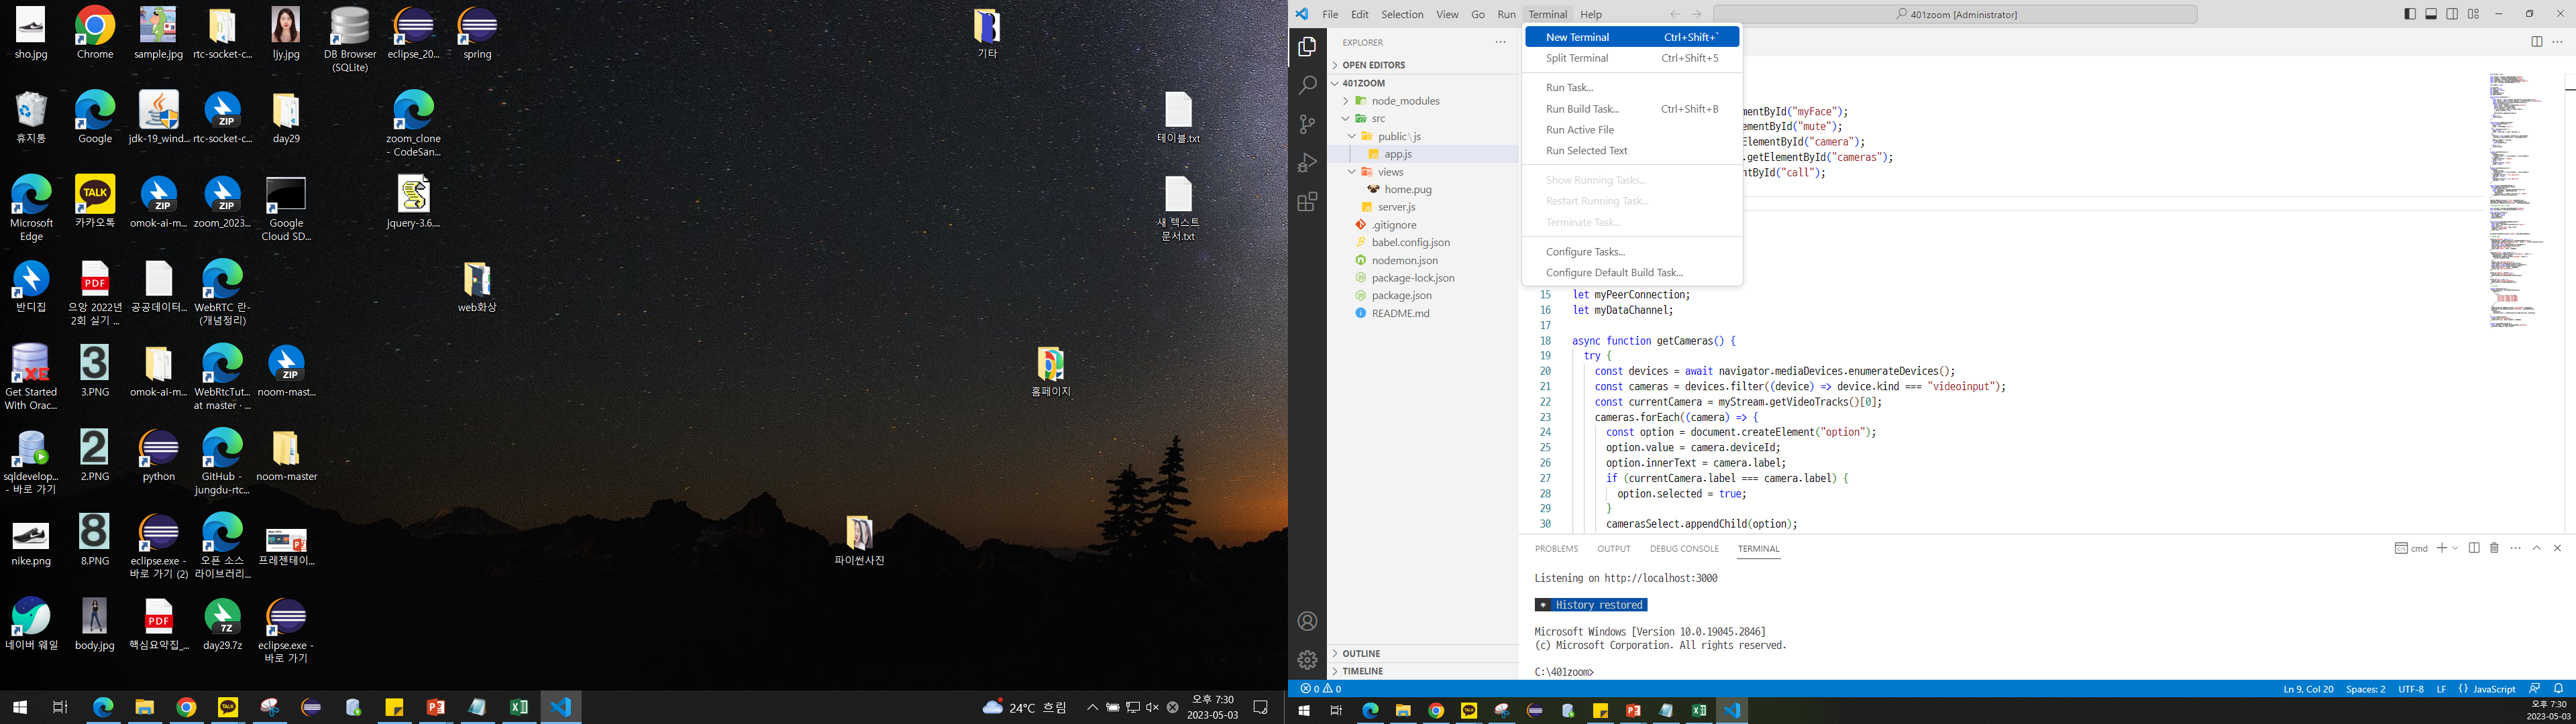 sho.jpg
Chrome
sample.jpg
rtc-socket-c...
ljy.jpg
DB Browser
(SQLite)
eclipse_20...
spring
기타
휴지통
Google
jdk-19_wind...
rtc-socket-c...
day29
zoom_clone
- CodeSan...
테이블.txt
Microsoft
Edge
카카오톡
omok-ai-m...
zoom_2023...
Google
Cloud SD...
jquery-3.6....
새 텍스트
문서.txt
반디집
으앙 2022년
2회 실기 ...
공공데이터...
WebRTC 란-
(개념정리)
web화상
Get Started
With Orac...
3.PNG
omok-ai-m...
WebRtcTut...
at master · ...
noom-mast...
홈페이지
sqldevelop...
- 바로 가기
2.PNG
python
GitHub -
jungdu-rtc...
noom-master
nike.png
8.PNG
eclipse.exe -
바로 가기 (2)
오픈 소스
라이브러리...
프레젠테이...
파이썬사진
네이버 웨일
body.jpg
핵심요약집_...
day29.7z
eclipse.exe -
바로 가기
24°C 흐림
오후 7:30
2023-05-03
File Edit Selection View Go Run Terminal Help
401zoom [Administrator]
EXPLORER
OPEN EDITORS
401ZOOM
node_modules
src
public\js
app.js
views
home.pug
server.js
.gitignore
babel.config.json
nodemon.json
package-lock.json
package.json
README.md
OUTLINE
TIMELINE
New Terminal Ctrl+Shift+`
Split Terminal Ctrl+Shift+5
Run Task...
Run Build Task... Ctrl+Shift+B
Run Active File
Run Selected Text
Show Running Tasks...
Restart Running Task...
Terminate Task...
Configure Tasks...
Configure Default Build Task...
ementById("myFace");
ementById("mute");
ElementById("camera");
.getElementById("cameras");
ntById("call");
15 let myPeerConnection;
16 let myDataChannel;
17
18 async function getCameras() {
19 try {
20 const devices = await navigator.mediaDevices.enumerateDevices();
21 const cameras = devices.filter((device) => device.kind === "videoinput");
22 const currentCamera = myStream.getVideoTracks()[0];
23 cameras.forEach((camera) => {
24 const option = document.createElement("option");
25 option.value = camera.deviceId;
26 option.innerText = camera.label;
27 if (currentCamera.label === camera.label) {
28 option.selected = true;
29 }
30 camerasSelect.appendChild(option);
PROBLEMS OUTPUT DEBUG CONSOLE TERMINAL
cmd
Listening on http://localhost:3000
* History restored
Microsoft Windows [Version 10.0.19045.2846]
(c) Microsoft Corporation. All rights reserved.
C:\401zoom>
0 0
Ln 9, Col 20 Spaces: 2 UTF-8 LF {} JavaScript
오후 7:30
2023-05-03